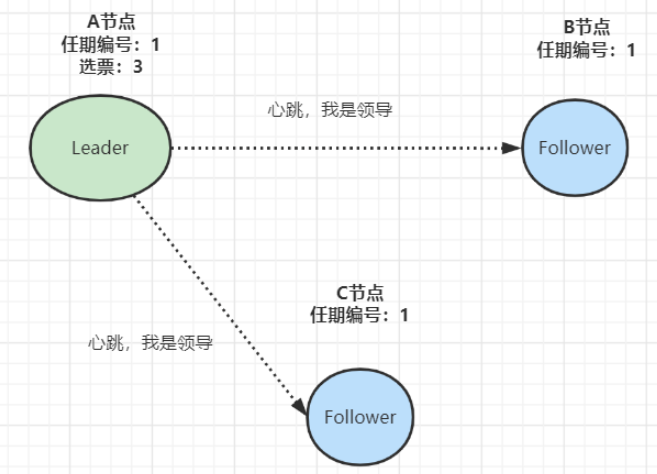 A节点
任期编号：1
选票：3
B节点
任期编号：1
心跳，我是领导
Leader
Follower
C节点
任期编号：1
心跳，我是领导
Follower